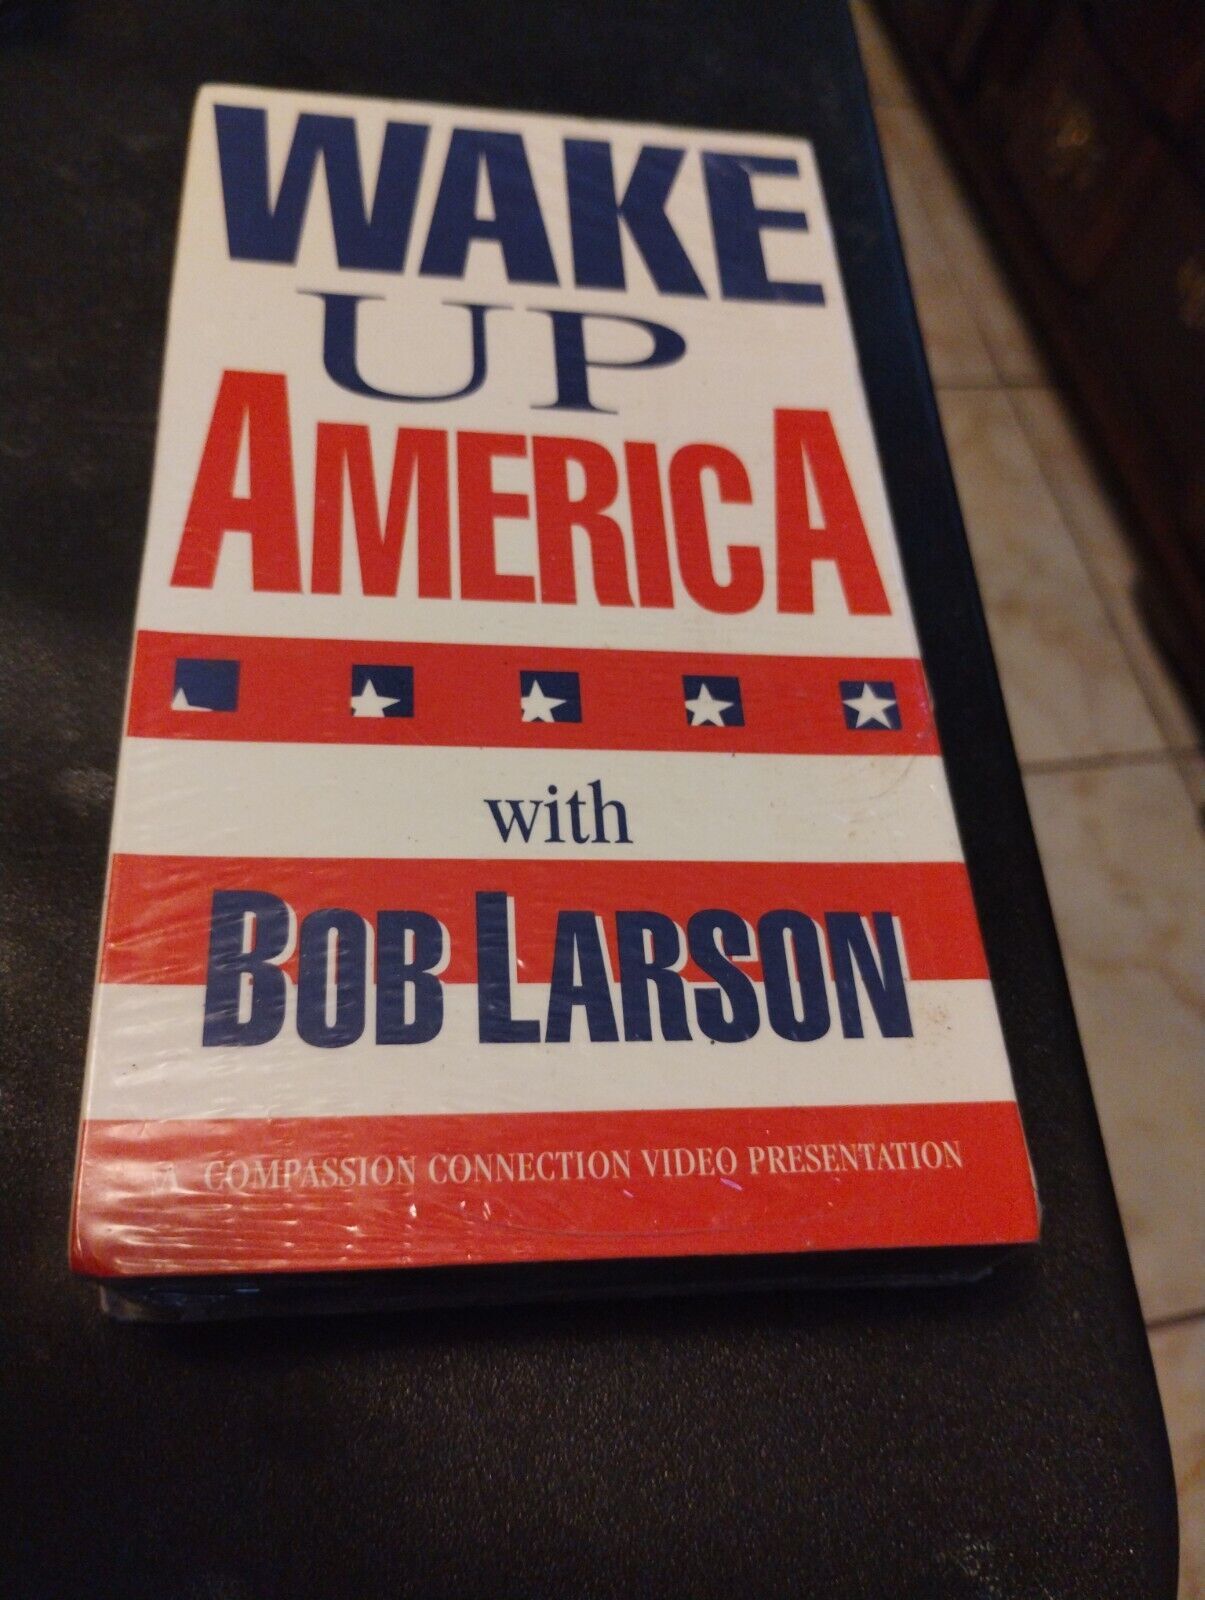 WAKE
UP
AMERICA
with
BOB LARSON
A COMPASSION CONNECTION VIDEO PRESENTATION